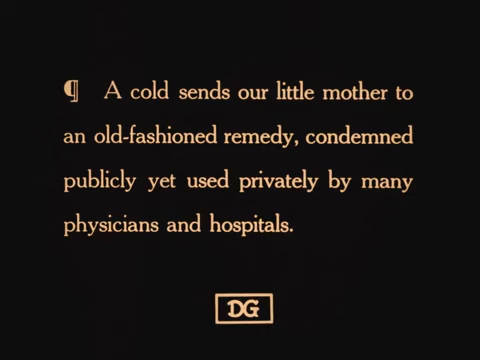 ¶ A cold sends our little mother to
an old-fashioned remedy, condemned
publicly yet used privately by many
physicians and hospitals.
DG